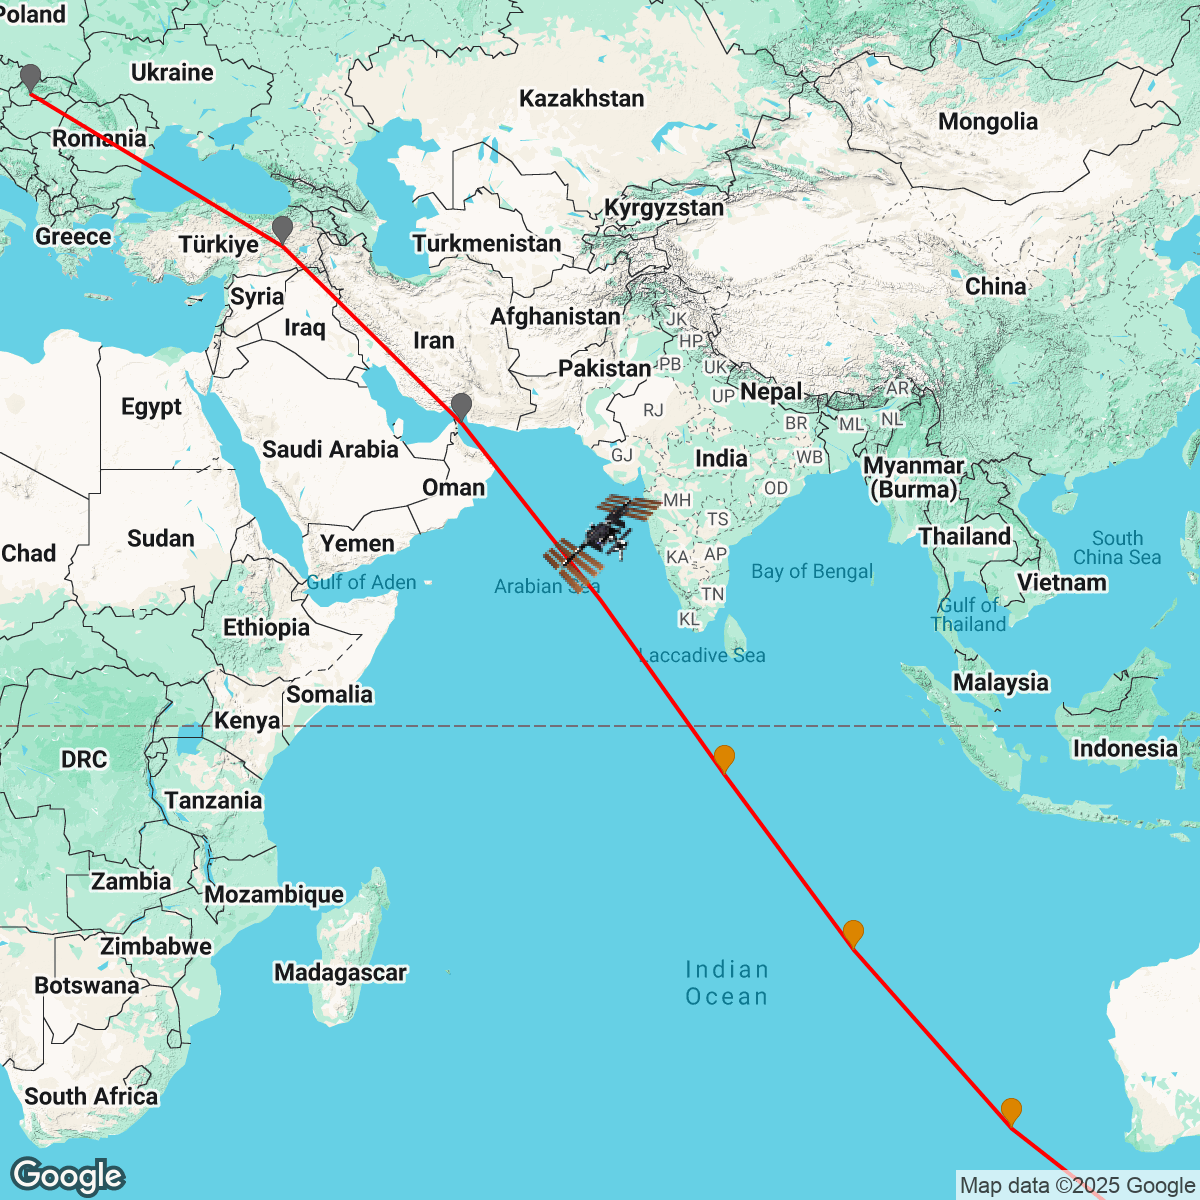 Poland
Ukraine
Kazakhstan
Mongolia
Romania
Kyrgyzstan
Greece
Türkiye
Turkmenistan
China
Syria
Afghanistan
JK
Iraq
Iran
HP
Pakistan
PB
UK
Nepal
AR
UP
Egypt
RJ
BR
ML
NL
Saudi Arabia
GJ
India
WB
Myanmar
(Burma)
Oman
MH
OD
TS
Sudan
Yemen
Thailand
South
China Sea
Chad
KA
AP
Gulf of Aden
Arabian Sea
Bay of Bengal
Vietnam
TN
Gulf of
Thailand
KL
Ethiopia
Laccadive Sea
Somalia
Malaysia
Kenya
Indonesia
DRC
Tanzania
Zambia
Mozambique
Zimbabwe
Madagascar
Indian
Ocean
Botswana
South Africa
Google
Map data ©2025 Google